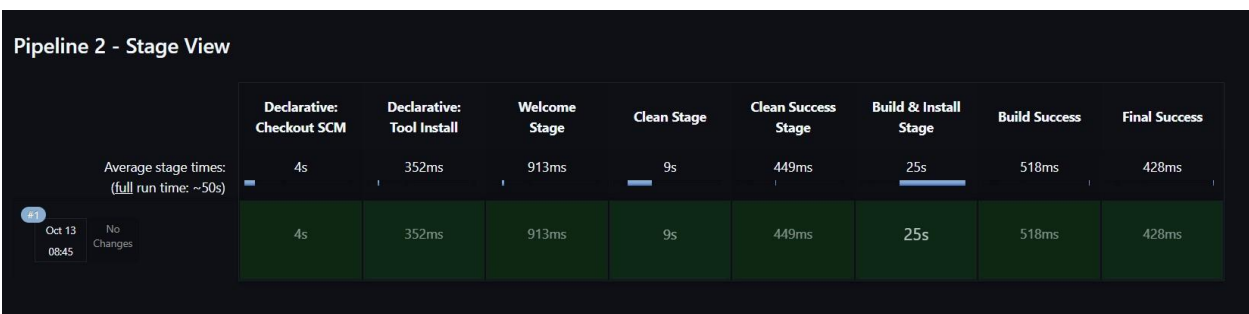 Pipeline 2 - Stage View
Declarative: Declarative: Welcome Clean Stage Clean Success Build & Install Build Success Final Success
Checkout SCM Tool Install Stage Stage Stage
Average stage times: 4s 352ms 913ms 9s 449ms 25s 518ms 428ms
(full run time: ~50s)
#1
Oct 13 No
Changes
08:45
4s 352ms 913ms 9s 449ms 25s 518ms 428ms